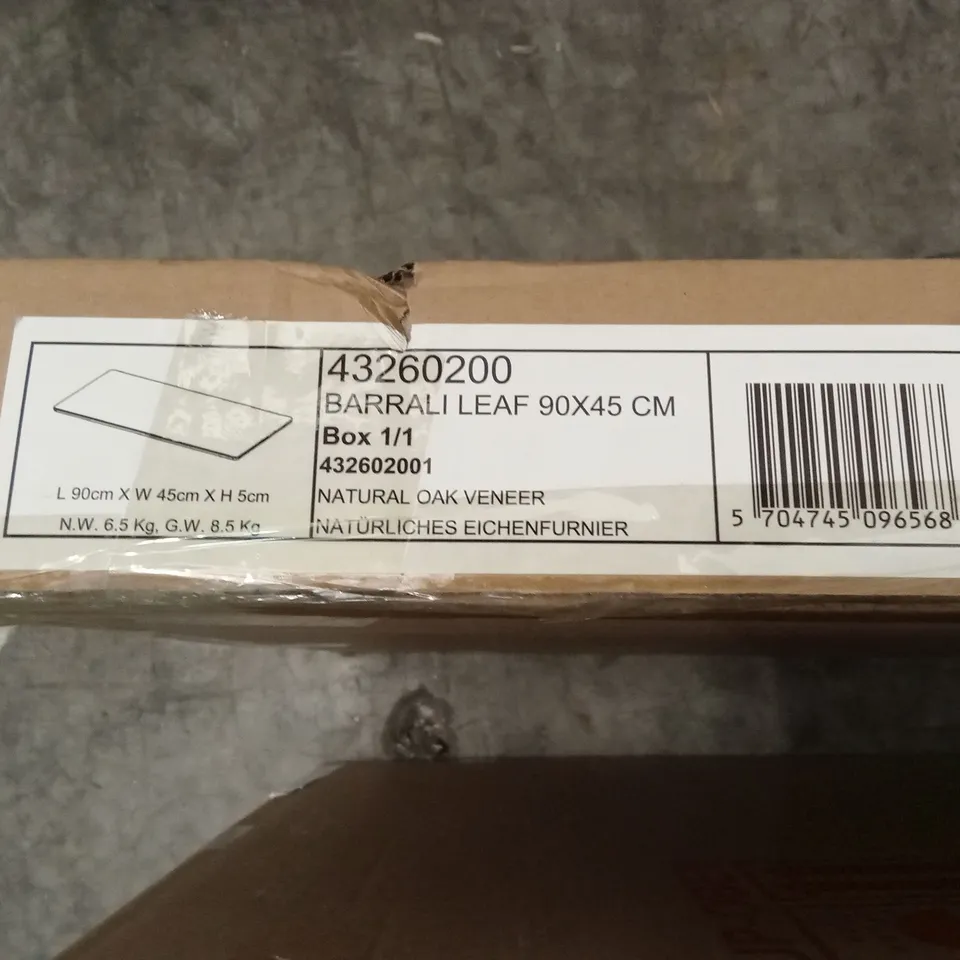 L 90cm X W 45cm X H 5cm
N.W. 6.5 Kg, G.W. 8.5 Kg
43260200
BARRALI LEAF 90X45 CM
Box 1/1
432602001
NATURAL OAK VENEER
NATÜRLICHES EICHENFURNIER
5 704745 096568